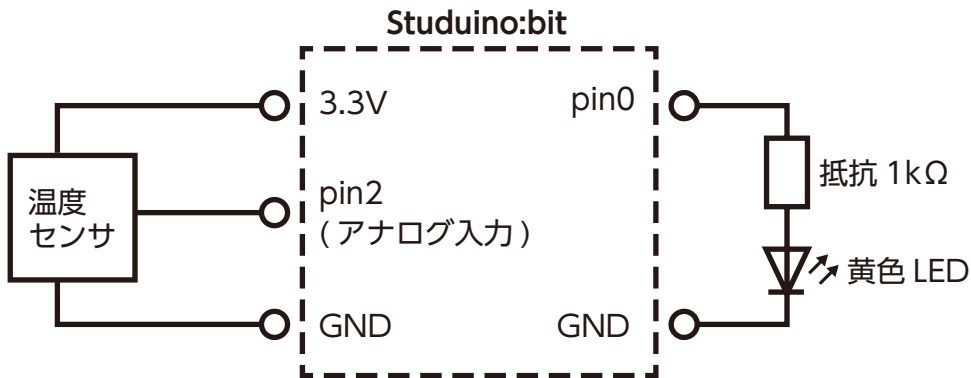 Studuino:bit
3.3V
pin0
温度
センサ
pin2
( アナログ入力 )
抵抗 1kΩ
黄色 LED
GND
GND